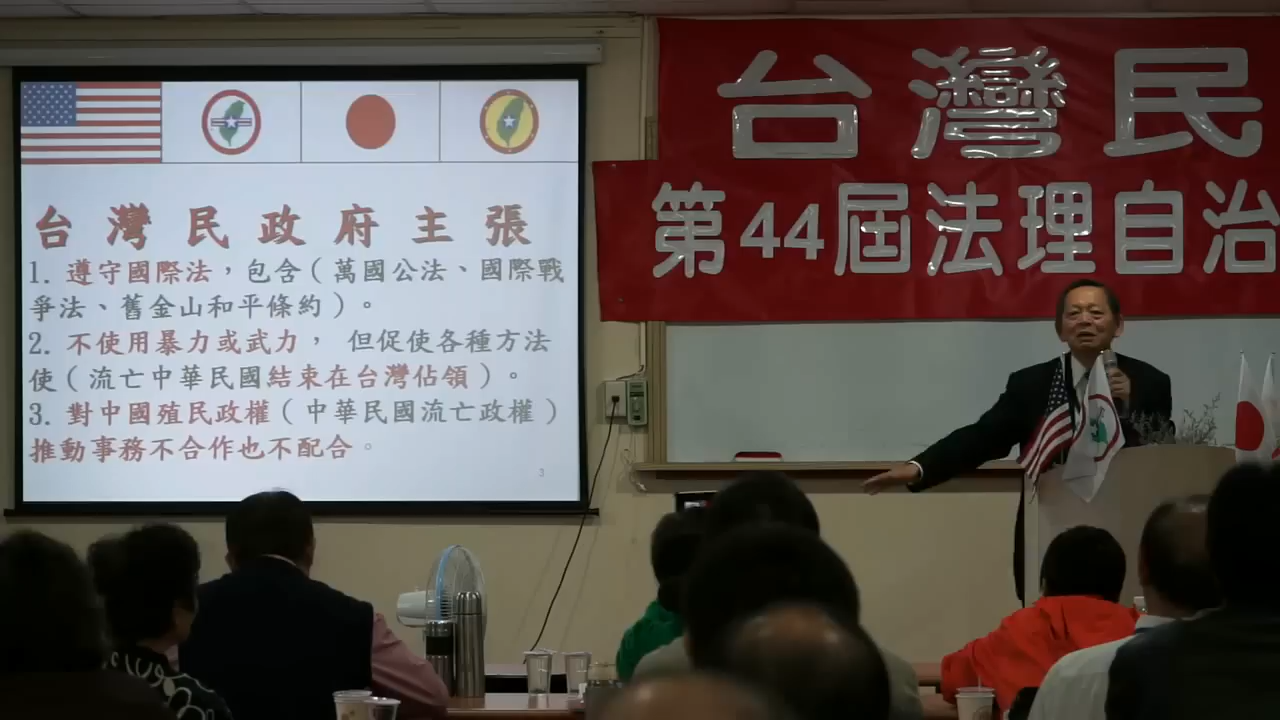 台灣民政府主張
1. 遵守國際法，包含（萬國公法、國際戰
爭法、舊金山和平條約）。
2. 不使用暴力或武力， 但促使各種方法
使（流亡中華民國結束在台灣佔領）。
3. 對中國殖民政權（中華民國流亡政權）
推動事務不合作也不配合。
3
台灣民
第44屆法理自治